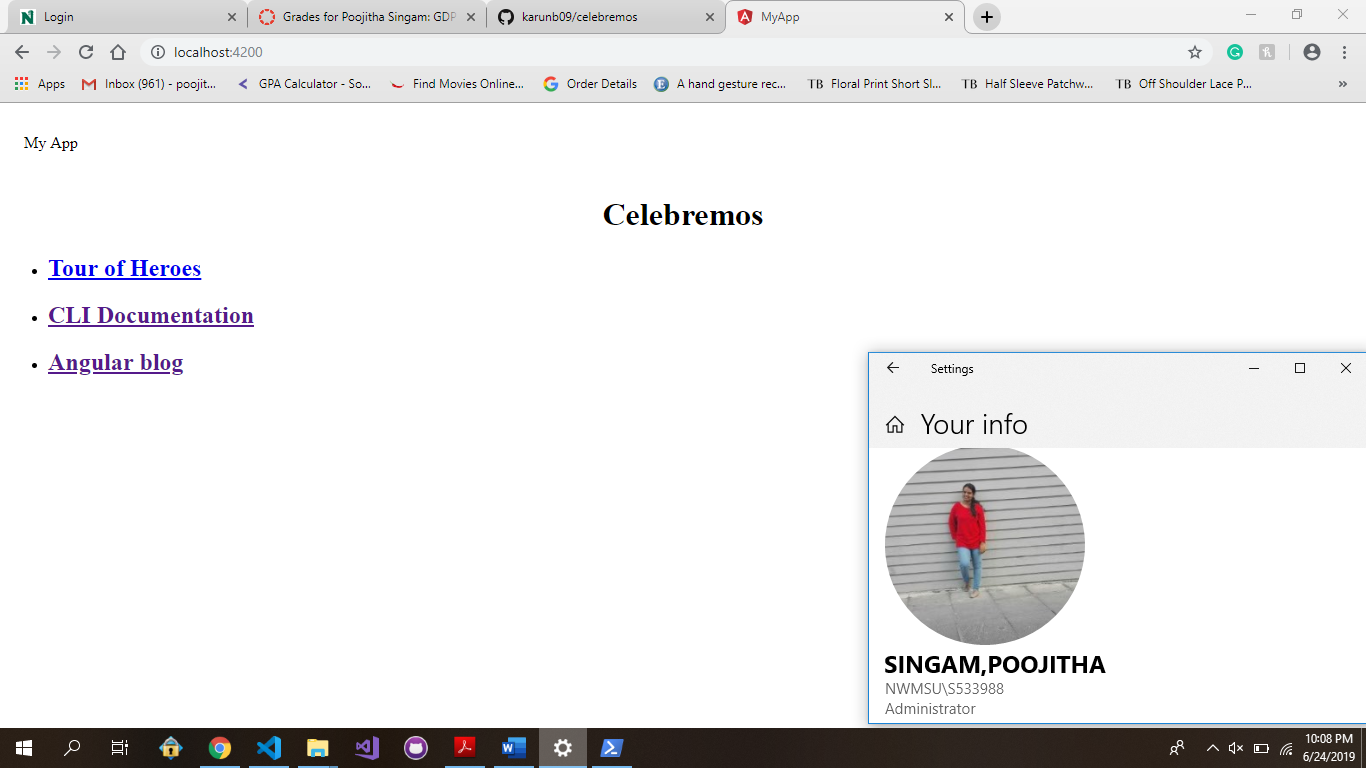 Login
Grades for Poojitha Singam: GDP
karunb09/celebremos
MyApp
localhost:4200
Apps
Inbox (961) - poojit...
GPA Calculator - So...
Find Movies Online...
Order Details
A hand gesture rec...
TB Floral Print Short Sl...
TB Half Sleeve Patchw...
TB Off Shoulder Lace P...
»
My App
Celebremos
• Tour of Heroes
• CLI Documentation
• Angular blog
Settings
Your info
SINGAM,POOJITHA
NWMSU\S533988
Administrator
10:08 PM
6/24/2019